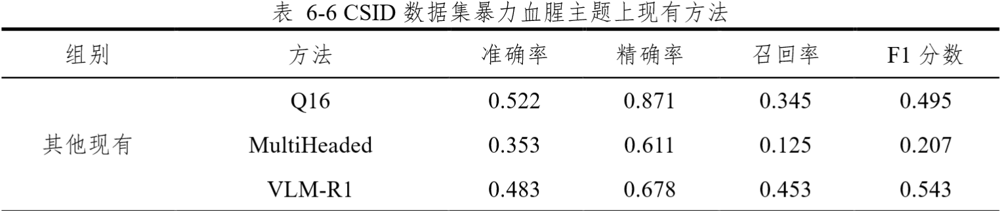 表 6-6 CSID 数据集暴力血腥主题上现有方法
组别 方法 准确率 精确率 召回率 F1 分数
Q16 0.522 0.871 0.345 0.495
其他现有 MultiHeaded 0.353 0.611 0.125 0.207
VLM-R1 0.483 0.678 0.453 0.543